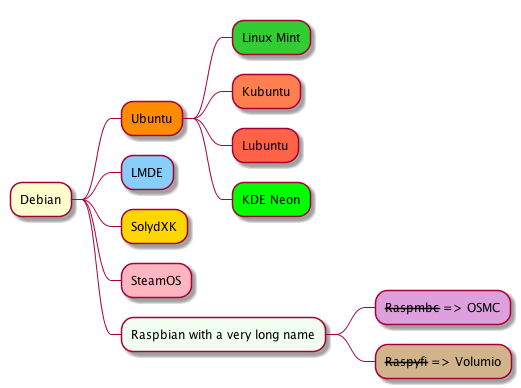 Debian
Ubuntu
Linux Mint
Kubuntu
Lubuntu
KDE Neon
LMDE
SolydXK
SteamOS
Raspbian with a very long name
Raspmbc => OSMC
Raspyfi => Volumio